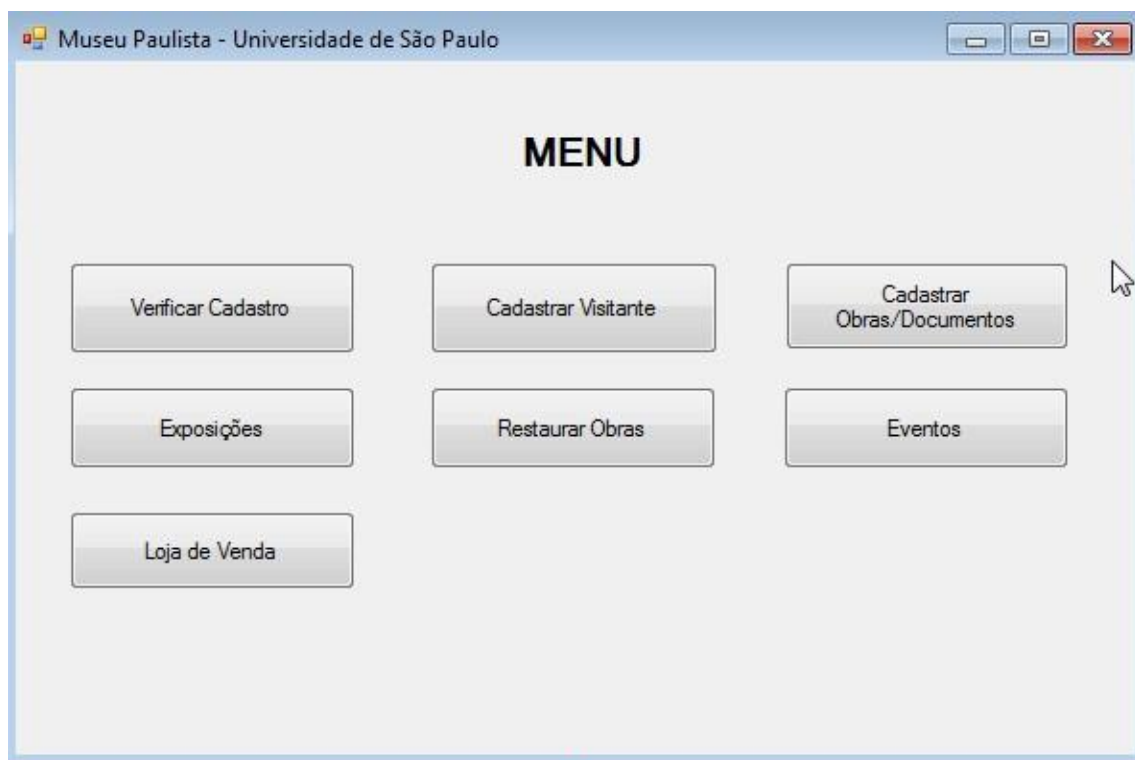 Museu Paulista - Universidade de São Paulo
MENU
Verificar Cadastro
Cadastrar Visitante
Cadastrar
Obras/Documentos
Exposições
Restaurar Obras
Eventos
Loja de Venda